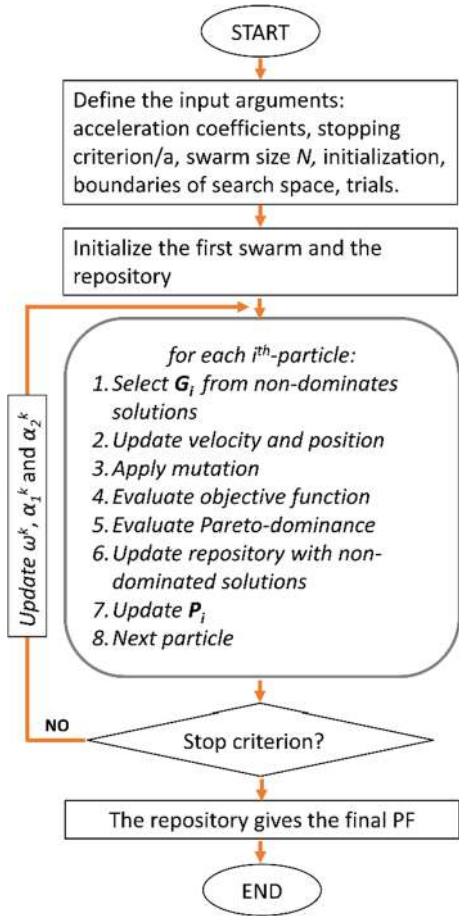 START
Define the input arguments:
acceleration coefficients, stopping
criterion/a, swarm size N, initialization,
boundaries of search space, trials.
Initialize the first swarm and the
repository
for each iᵗʰ-particle:
1. Select Gᵢ from non-dominates
solutions
2. Update velocity and position
3. Apply mutation
4. Evaluate objective function
5. Evaluate Pareto-dominance
6. Update repository with non-
dominated solutions
7. Update Pᵢ
8. Next particle
Update ωᵏ, α₁ᵏ and α₂ᵏ
NO
Stop criterion?
The repository gives the final PF
END